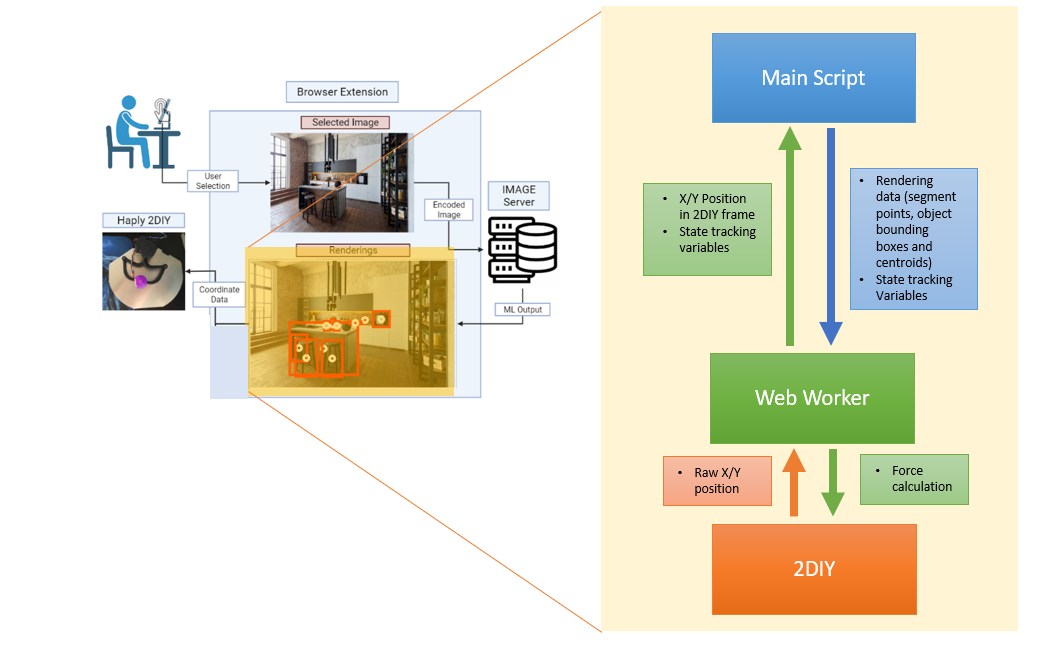 Browser Extension
Selected Image
User
Selection
Encoded
Image
IMAGE
Server
Haply 2DIY
Renderings
Coordinate
Data
ML Output
Main Script
• X/Y Position
in 2DIY frame
• State tracking
variables
• Rendering
data (segment
points, object
bounding
boxes and
centroids)
• State tracking
Variables
Web Worker
• Raw X/Y
position
• Force
calculation
2DIY